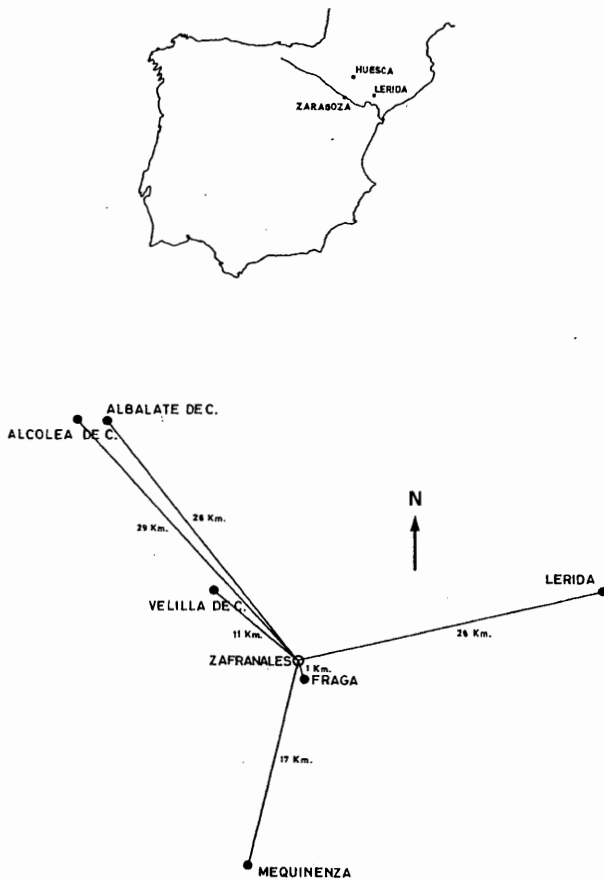 HUESCA
LERIDA
ZARAGOZA
ALBALATE DE C.
ALCOLEA DE C.
N
26 Km.
29 Km.
LERIDA
VELILLA DE C.
11 Km.
26 Km.
ZAFRANALES
1 Km.
FRAGA
17 Km.
MEQUINENZA